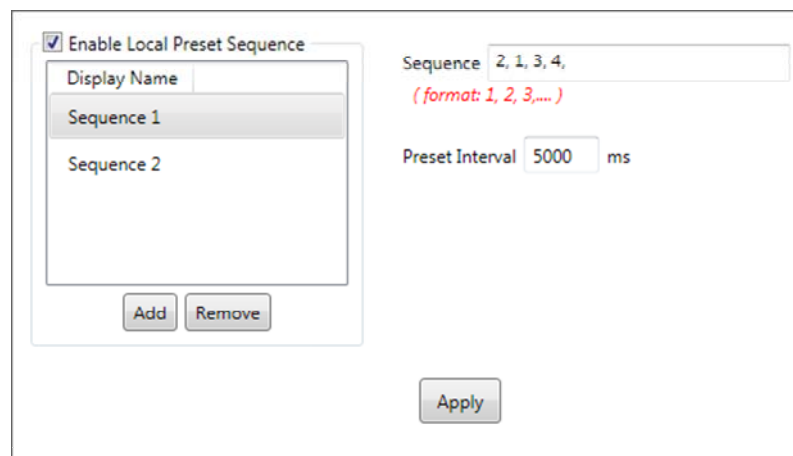 Enable Local Preset Sequence
Display Name
Sequence 1
Sequence 2
Add Remove
Sequence 2, 1, 3, 4,
( format: 1, 2, 3,.... )
Preset Interval 5000 ms
Apply